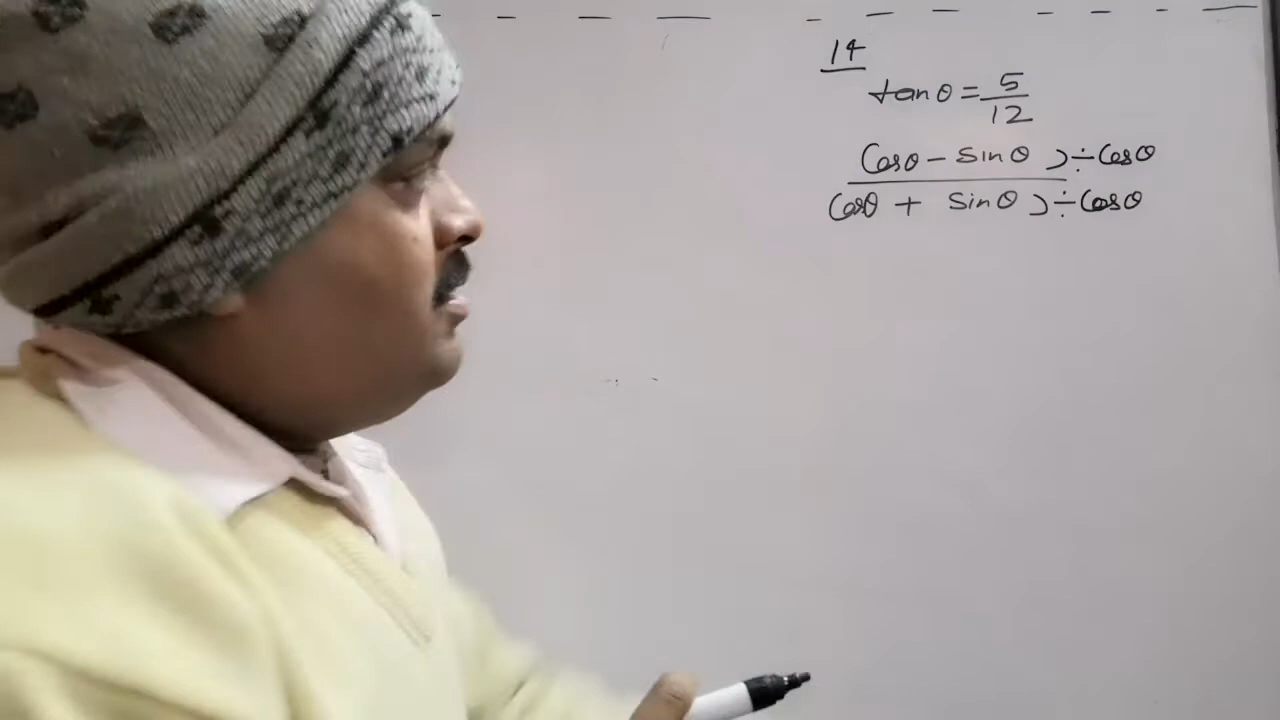 14
tanθ = 5/12
(cosθ - sinθ) ÷ cosθ
(cosθ + sinθ) ÷ cosθ